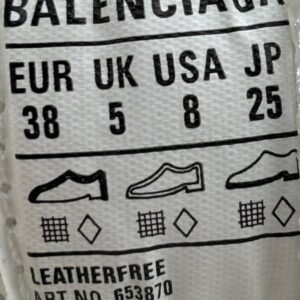 BALENCIAGA
EUR UK USA JP
38 5 8 25
LEATHERFREE
ART NO. 653870